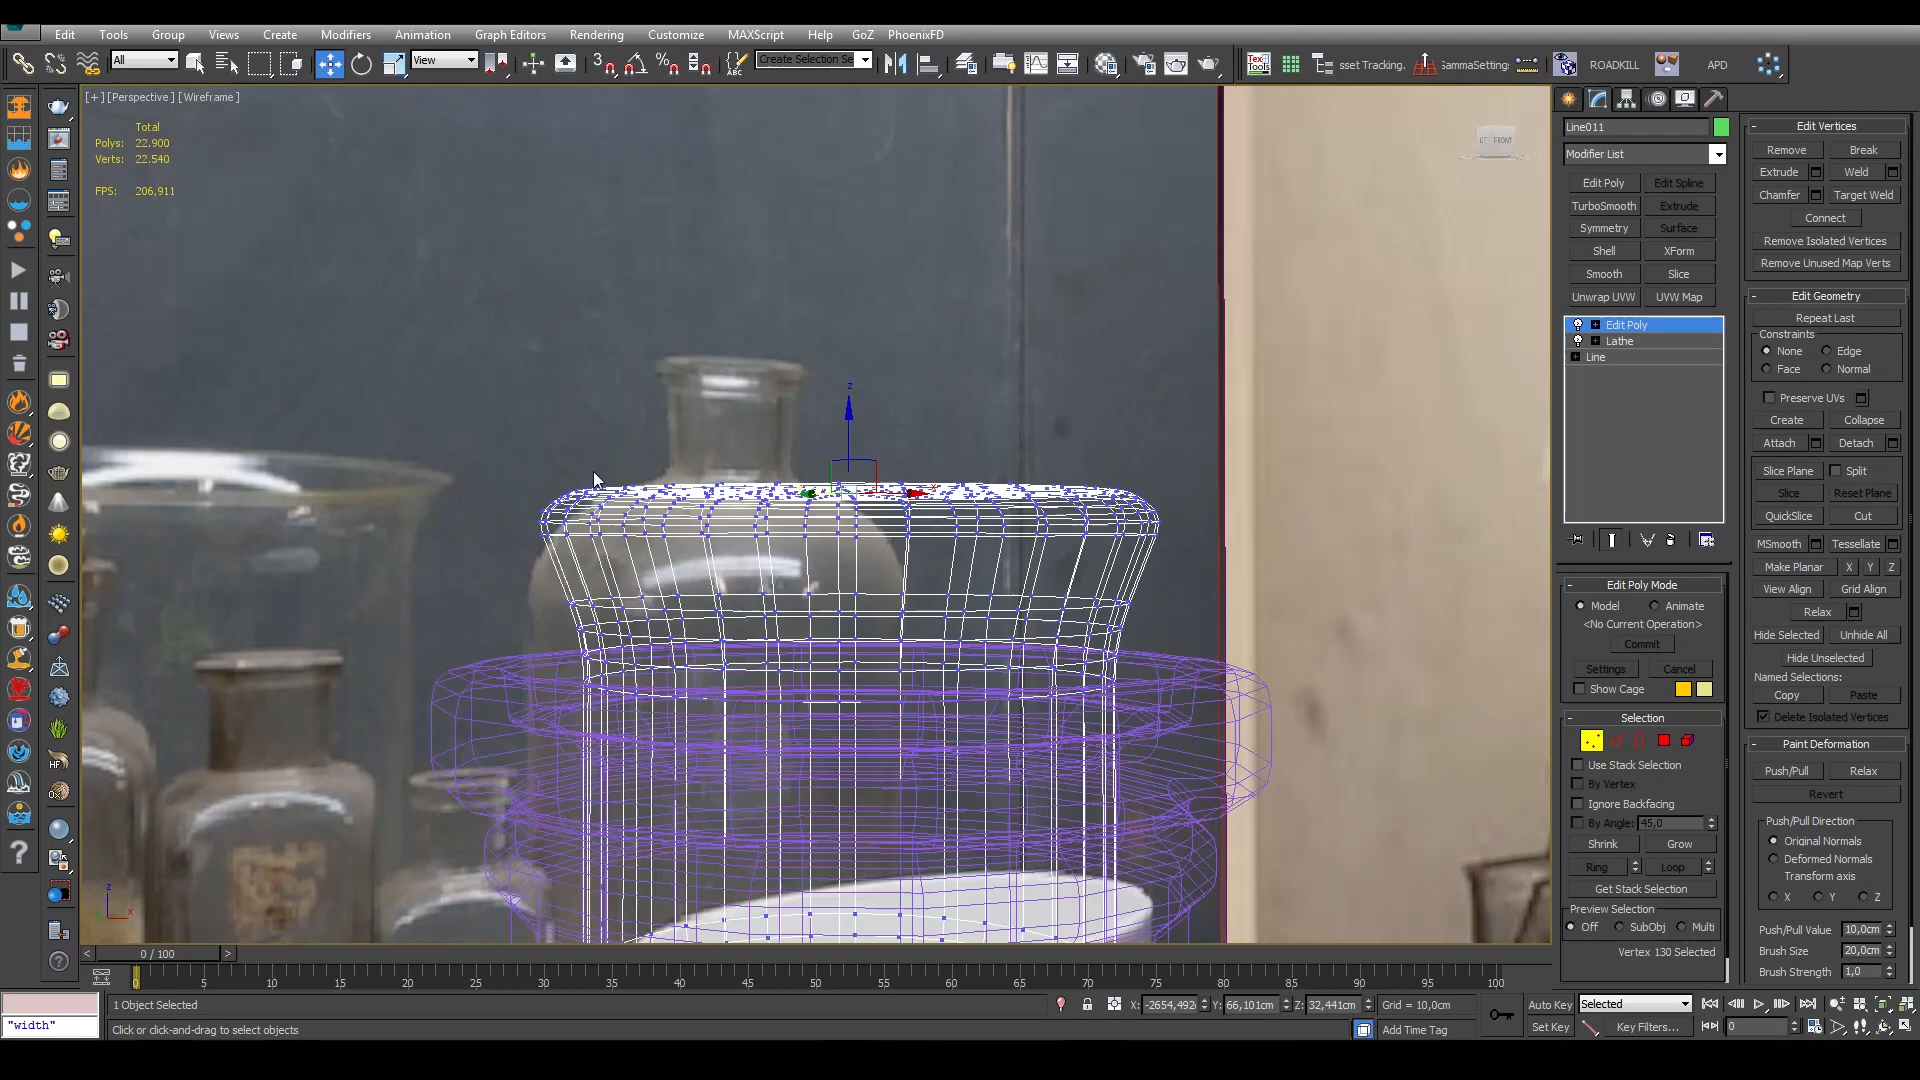 Edit Tools Group Views Create Modifiers Animation Graph Editors Rendering Customize MAXScript Help GoZ PhoenixFD
All View Create Selection Se sset Tracking. GammaSetting: ROADKILL APD
[+] [Perspective] [Wireframe]
Total
Polys: 22.900
Verts: 22.540
FPS: 206,911
FRONT
z
x
Line011
Modifier List
Edit Poly Edit Spline
TurboSmooth Extrude
Symmetry Surface
Shell XForm
Smooth Slice
Unwrap UVW UVW Map
Edit Poly
Lathe
Line
Edit Poly Mode
Model Animate
<No Current Operation>
Commit
Settings Cancel
Show Cage
Selection
Use Stack Selection
By Vertex
Ignore Backfacing
By Angle: 45,0
Shrink Grow
Ring Loop
Get Stack Selection
Preview Selection
Off SubObj Multi
Vertex 130 Selected
Edit Vertices
Remove Break
Extrude Weld
Chamfer Target Weld
Connect
Remove Isolated Vertices
Remove Unused Map Verts
Edit Geometry
Repeat Last
Constraints
None Edge
Face Normal
Preserve UVs
Create Collapse
Attach Detach
Slice Plane Split
Slice Reset Plane
QuickSlice Cut
MSmooth Tessellate
Make Planar X Y Z
View Align Grid Align
Relax
Hide Selected Unhide All
Hide Unselected
Named Selections:
Copy Paste
Delete Isolated Vertices
Paint Deformation
Push/Pull Relax
Revert
Push/Pull Direction
Original Normals
Deformed Normals
Transform axis
X Y Z
Push/Pull Value 10,0cm
Brush Size 20,0cm
Brush Strength 1,0
HF
z
x
< 0 / 100 >
0 5 10 15 20 25 30 35 40 45 50 55 60 65 70 75 80 85 90 95 100
"width"
1 Object Selected
Click or click-and-drag to select objects
X: -2654,492 Y: 66,101cm Z: 32,441cm Grid = 10,0cm
Add Time Tag
Auto Key Selected
Set Key Key Filters... 0